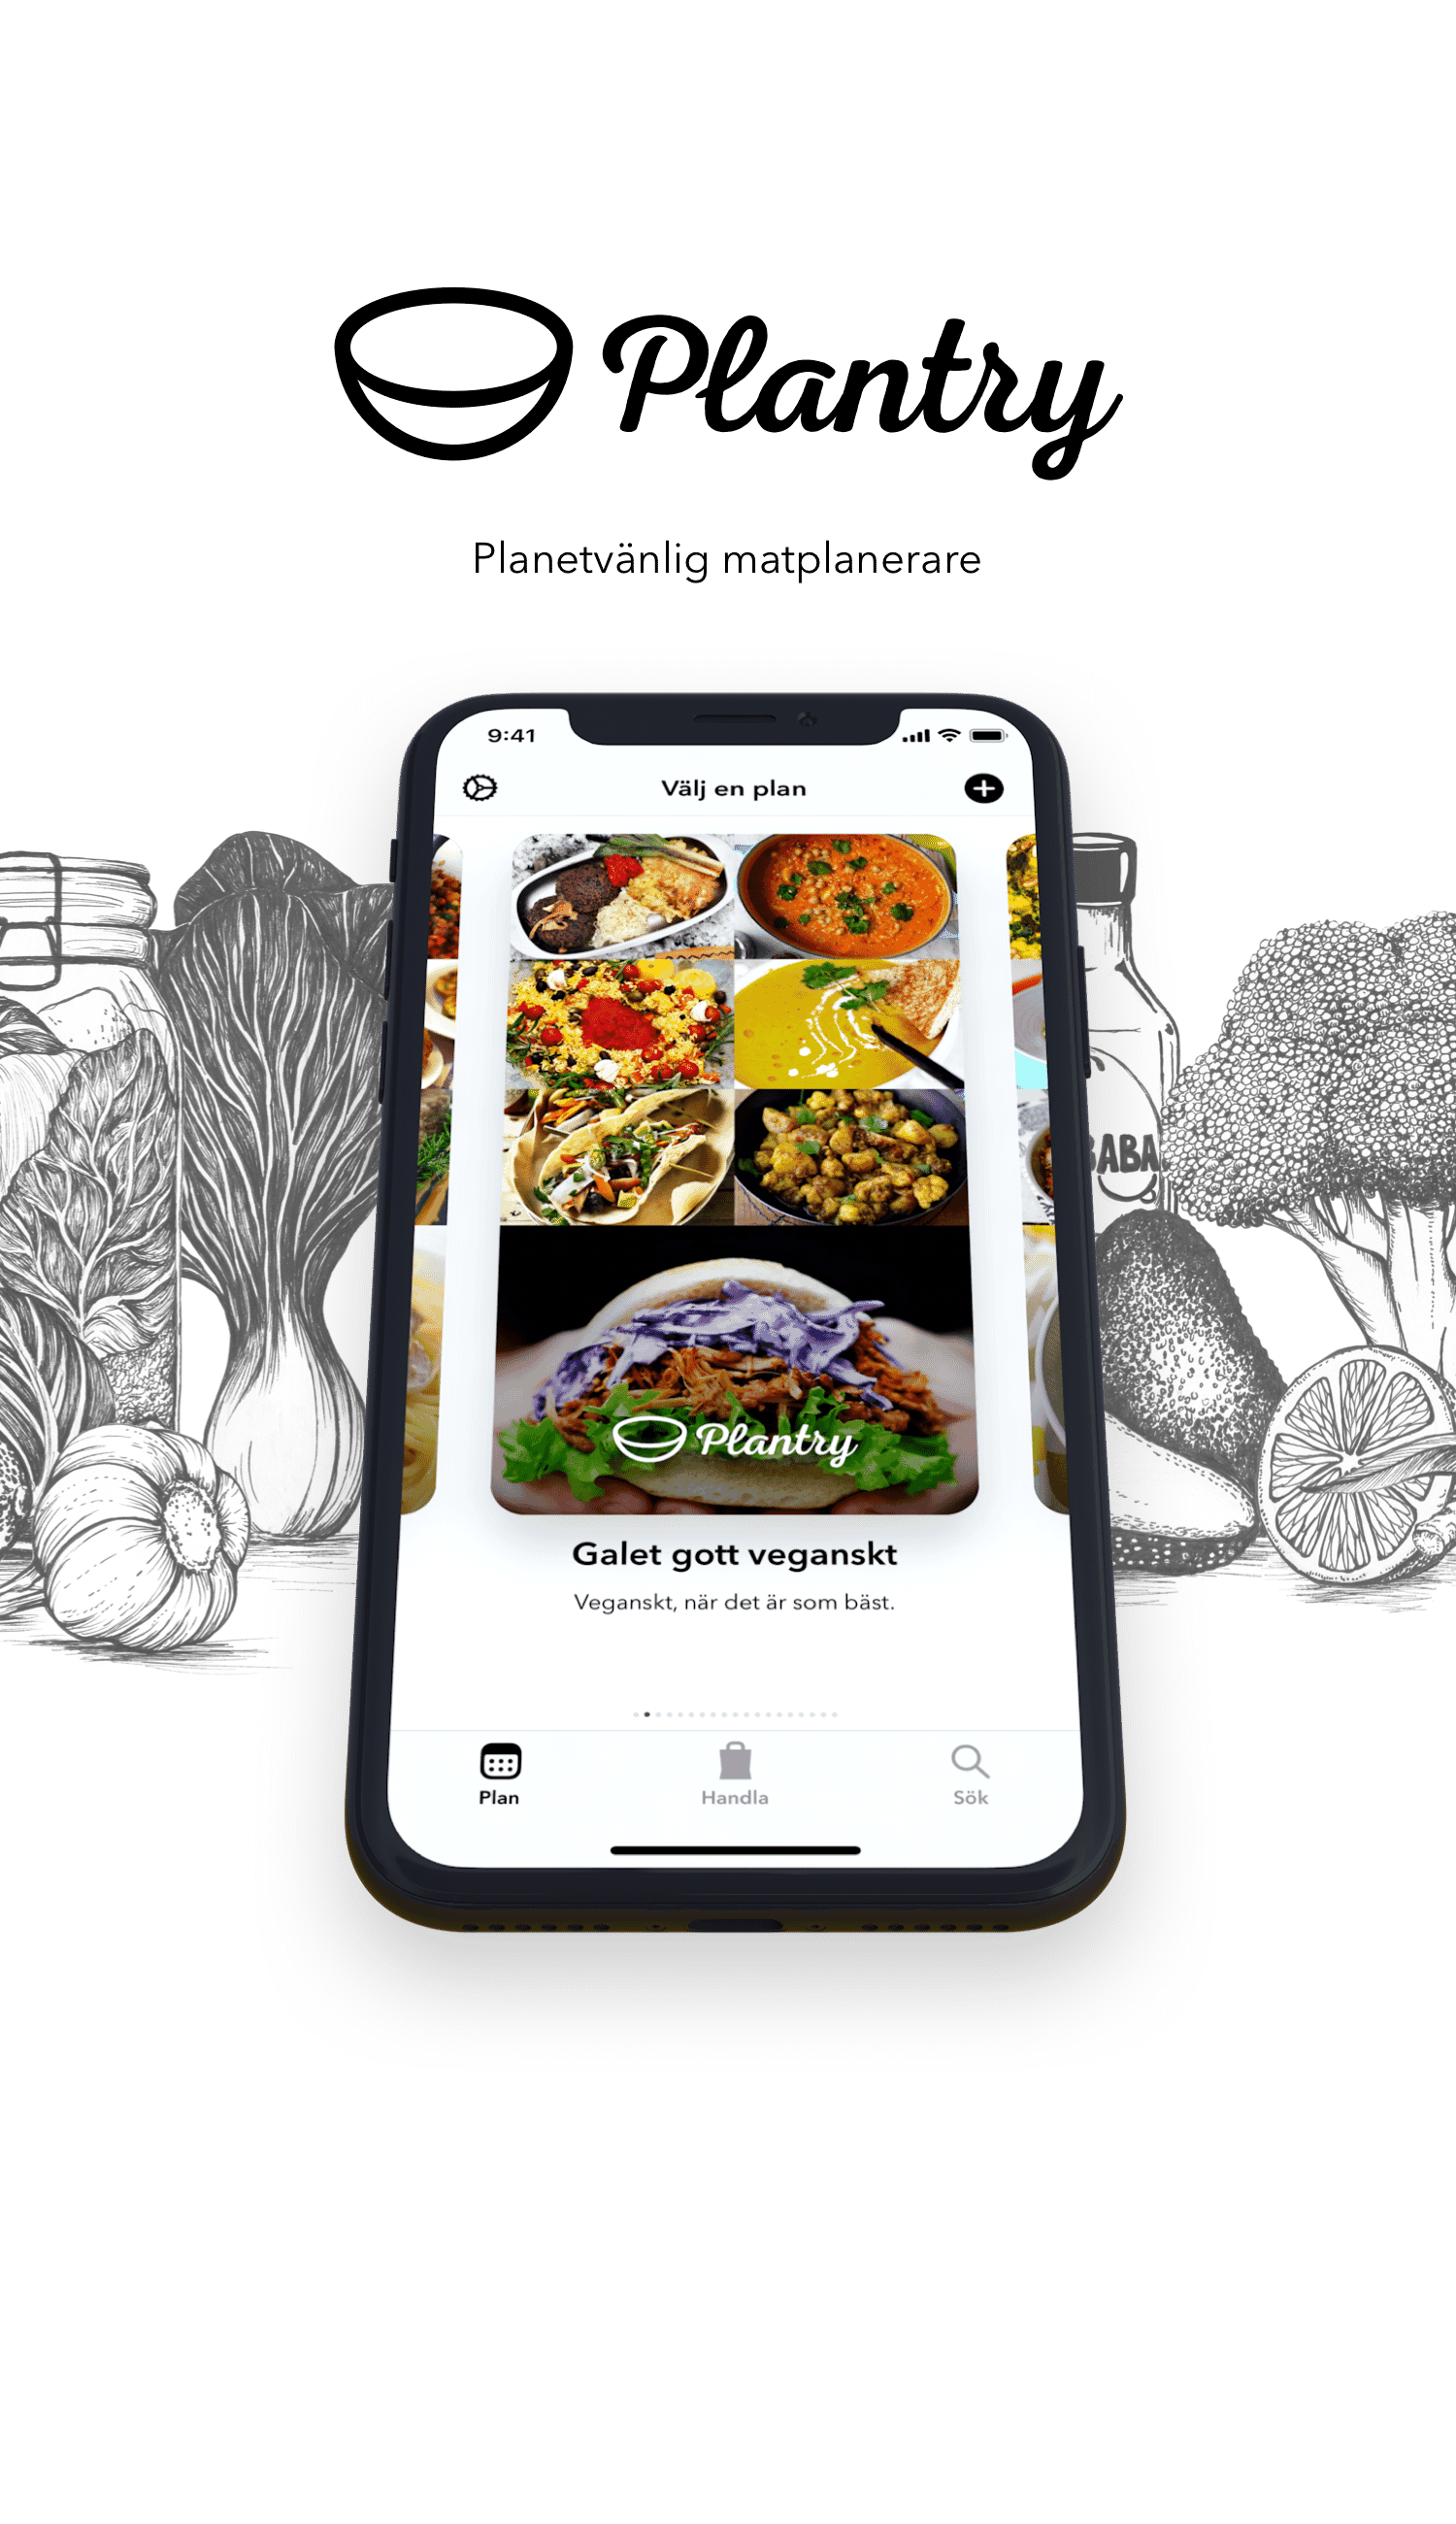 Plantry
Planetvänlig matplanerare
9:41
Välj en plan
BABA
Plantry
Galet gott veganskt
Veganskt, när det är som bäst.
Plan
Handla
Sök